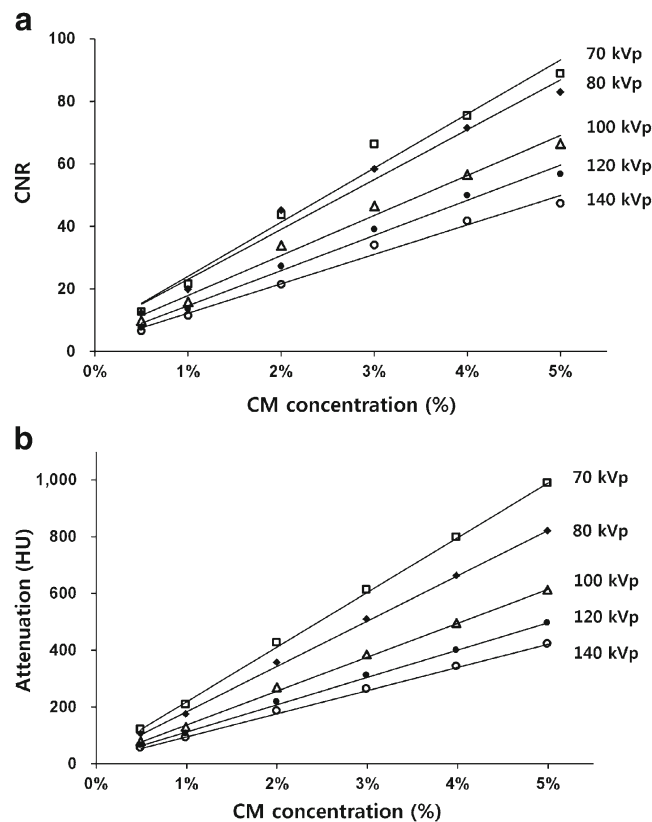 a
100
80
60
40
20
0
CNR
0% 1% 2% 3% 4% 5%
CM concentration (%)
70 kVp
80 kVp
100 kVp
120 kVp
140 kVp
b
1,000
800
600
400
200
0
Attenuation (HU)
0% 1% 2% 3% 4% 5%
CM concentration (%)
70 kVp
80 kVp
100 kVp
120 kVp
140 kVp